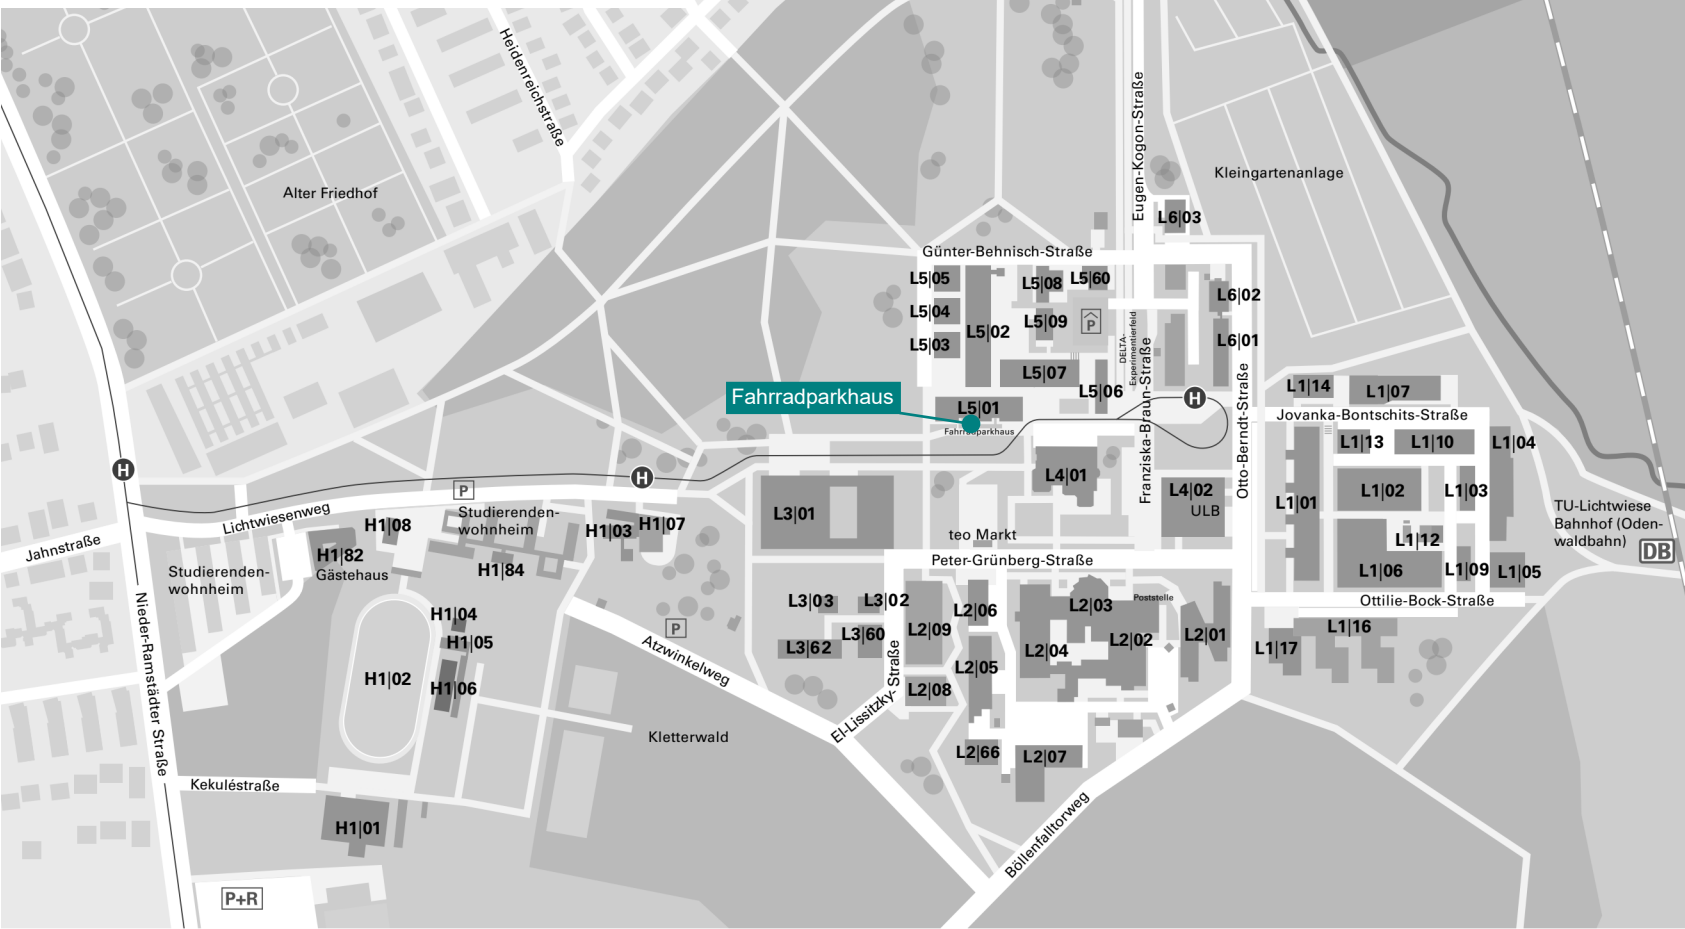 Heidenreichstraße
Alter Friedhof
Eugen-Kogon-Straße
Kleingartenanlage
L6|03
Günter-Behnisch-Straße
L5|05
L5|08
L5|60
L5|04
L5|09
P
L6|02
L5|02
L5|03
L6|01
DELTA-
Experimentierfeld
Franziska-Braun-Straße
L5|07
L5|06
Fahrradparkhaus
L5|01
Fahrradparkhaus
H
Otto-Berndt-Straße
L1|14
L1|07
Jovanka-Bontschits-Straße
L1|13
L1|10
L1|04
H
H
P
L4|01
L4|02
ULB
L1|01
L1|02
L1|03
L3|01
TU-Lichtwiese
Bahnhof (Oden-
waldbahn)
DB
Lichtwiesenweg
H1|08
Studierenden-
wohnheim
H1|03
H1|07
teo Markt
L1|12
Jahnstraße
H1|82
Gästehaus
H1|84
Peter-Grünberg-Straße
L1|06
L1|09
L1|05
Studierenden-
wohnheim
Nieder-Ramstädter Straße
L3|03
L3|02
L2|06
L2|03
Poststelle
Ottilie-Bock-Straße
H1|04
H1|05
P
L3|60
L3|62
L2|09
L2|04
L2|02
L2|01
L1|16
L1|17
Atzwinkelweg
El-Lissitzky-Straße
L2|05
H1|02
H1|06
L2|08
Kletterwald
L2|66
L2|07
Kekuléstraße
H1|01
Böllenfalltorweg
P+R